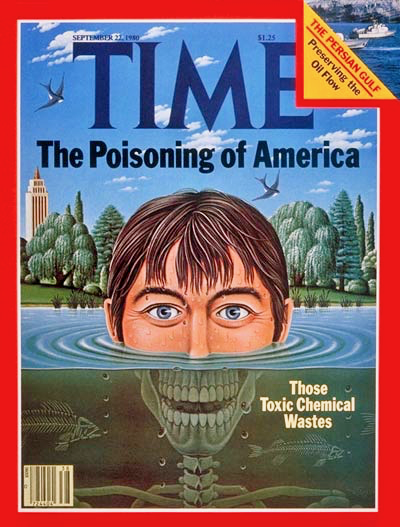 SEPTEMBER 22, 1980
$1.25
TIME
THE PERSIAN GULF
Preserving the
Oil Flow
The Poisoning of America
Those
Toxic Chemical
Wastes